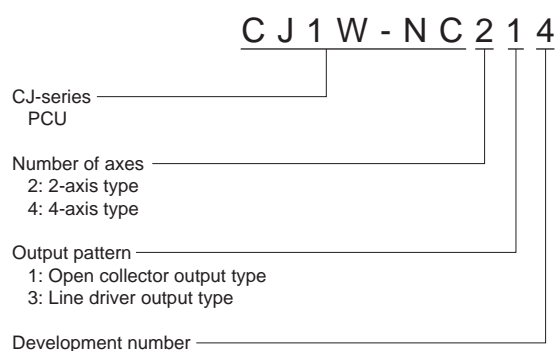 CJ1W-NC214
CJ-series
PCU
Number of axes
2: 2-axis type
4: 4-axis type
Output pattern
1: Open collector output type
3: Line driver output type
Development number